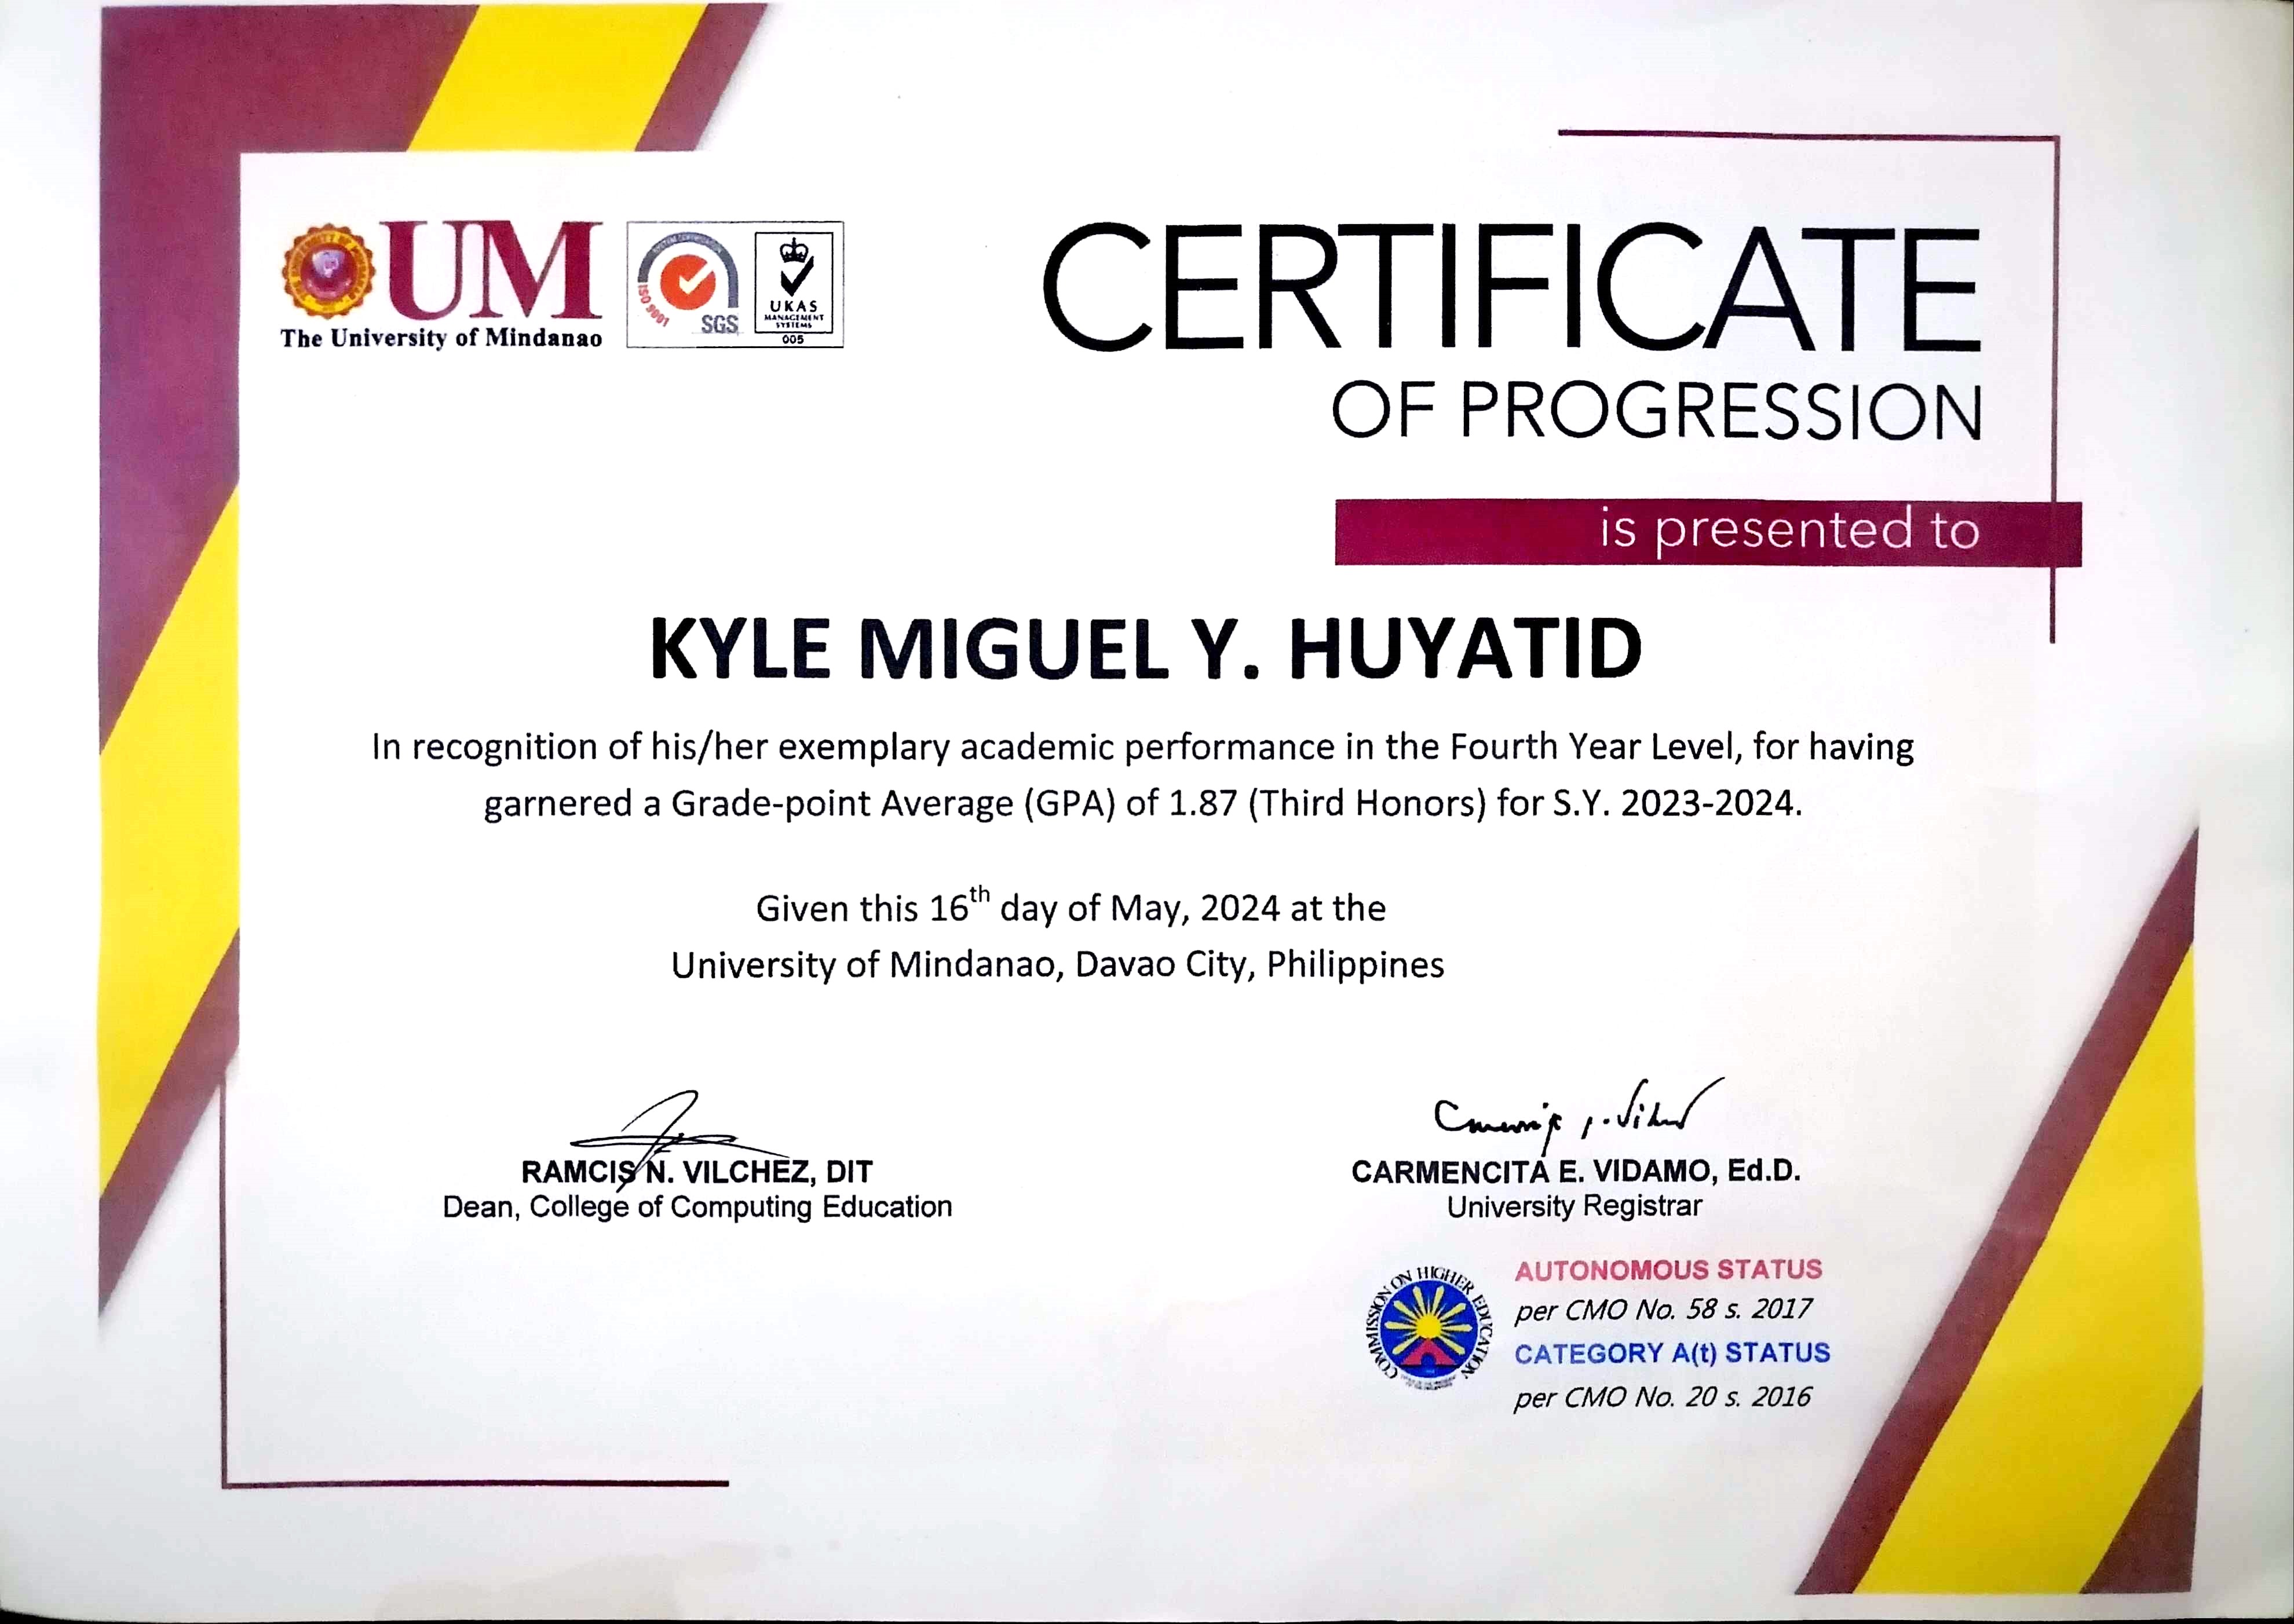 UM
The University of Mindanao
SYSTEM CERTIFICATION
ISO 9001
SGS
UKAS
MANAGEMENT
SYSTEMS
005
CERTIFICATE
OF PROGRESSION
is presented to
KYLE MIGUEL Y. HUYATID
In recognition of his/her exemplary academic performance in the Fourth Year Level, for having
garnered a Grade-point Average (GPA) of 1.87 (Third Honors) for S.Y. 2023-2024.
Given this 16th day of May, 2024 at the
University of Mindanao, Davao City, Philippines
RAMCIS N. VILCHEZ, DIT
Dean, College of Computing Education
CARMENCITA E. VIDAMO, Ed.D.
University Registrar
COMMISSION ON HIGHER EDUCATION
AUTONOMOUS STATUS
per CMO No. 58 s. 2017
CATEGORY A(t) STATUS
per CMO No. 20 s. 2016